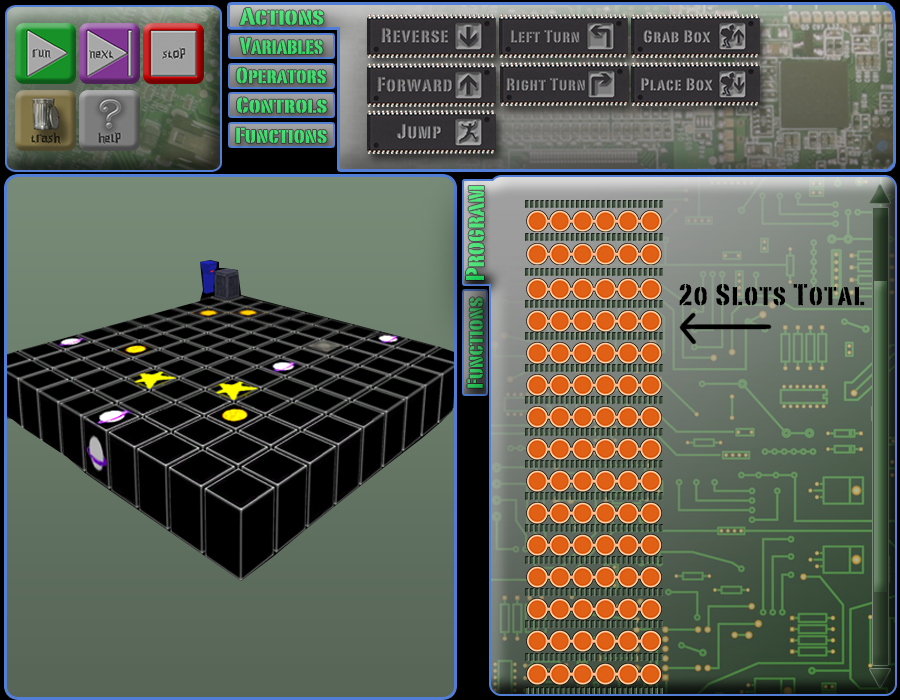 run
next
stop
trash
help
Actions
Variables
Operators
Controls
Functions
Reverse
Left Turn
Grab Box
Forward
Right Turn
Place Box
Jump
Program
Functions
20 Slots Total